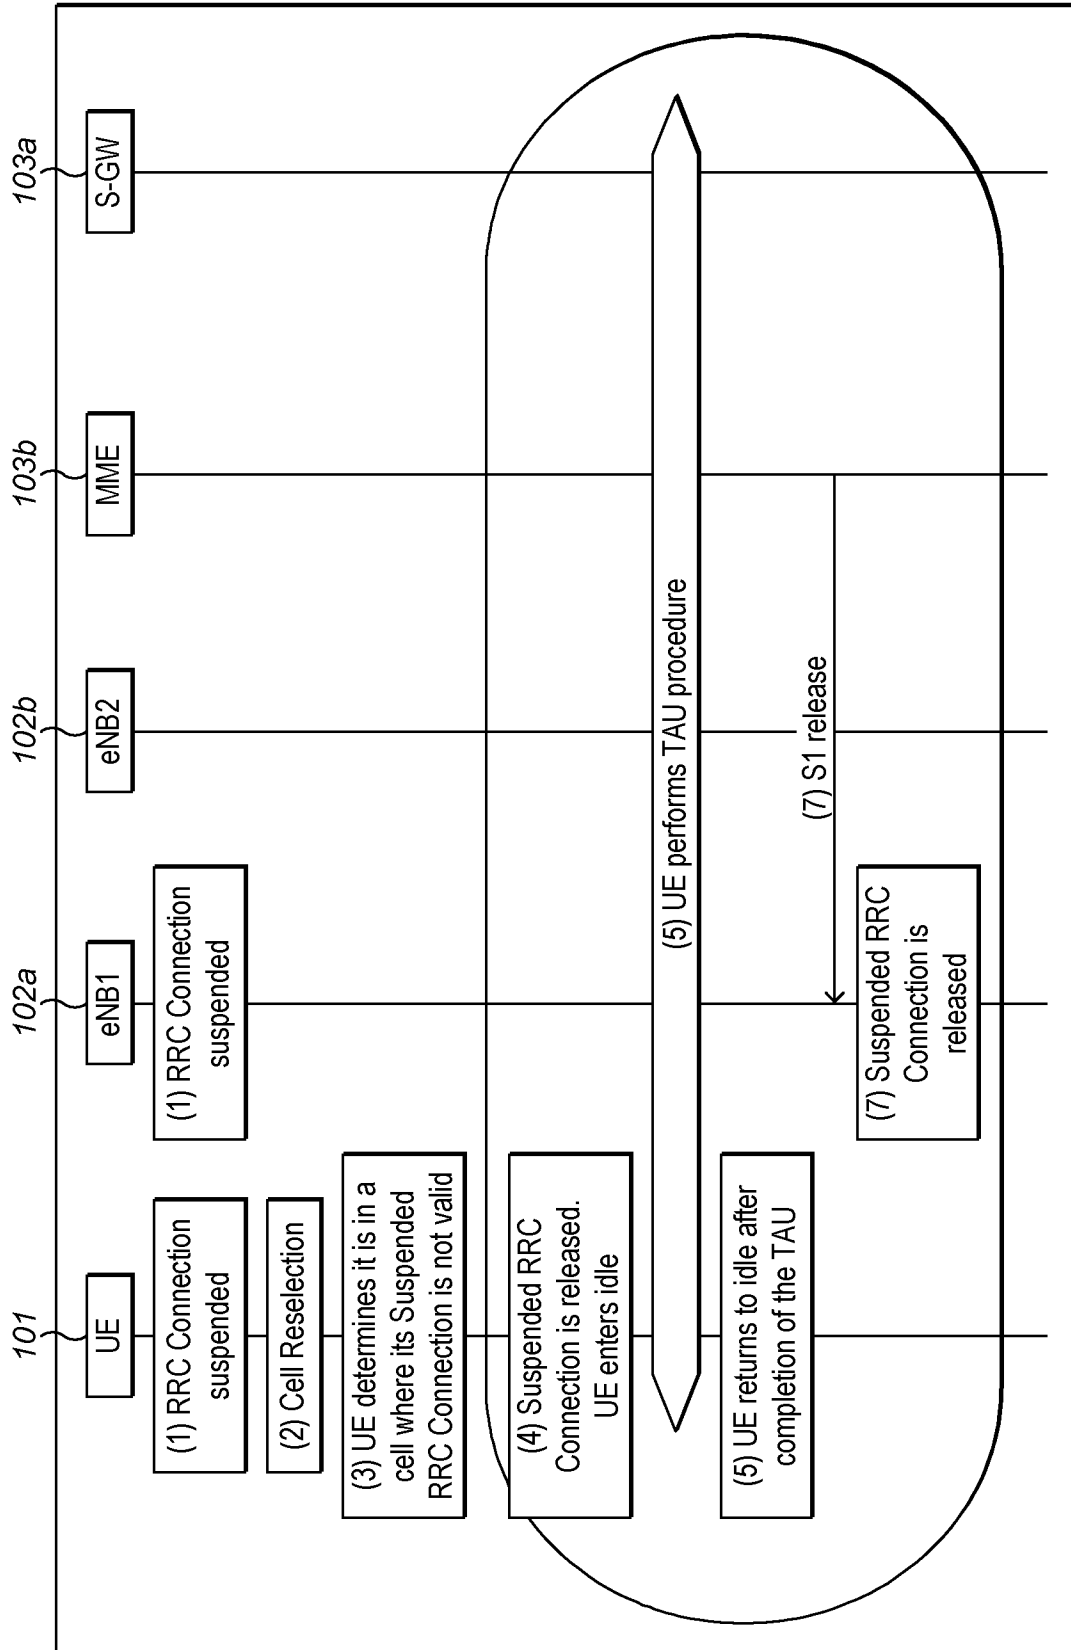 101
102a
102b
103b
103a
UE
eNB1
eNB2
MME
S-GW
(1) RRC Connection
suspended
(1) RRC Connection
suspended
(2) Cell Reselection
(3) UE determines it is in a
cell where its Suspended
RRC Connection is not valid
(4) Suspended RRC
Connection is released.
UE enters idle
(5) UE performs TAU procedure
(5) UE returns to idle after
completion of the TAU
(7) S1 release
(7) Suspended RRC
Connection is
released